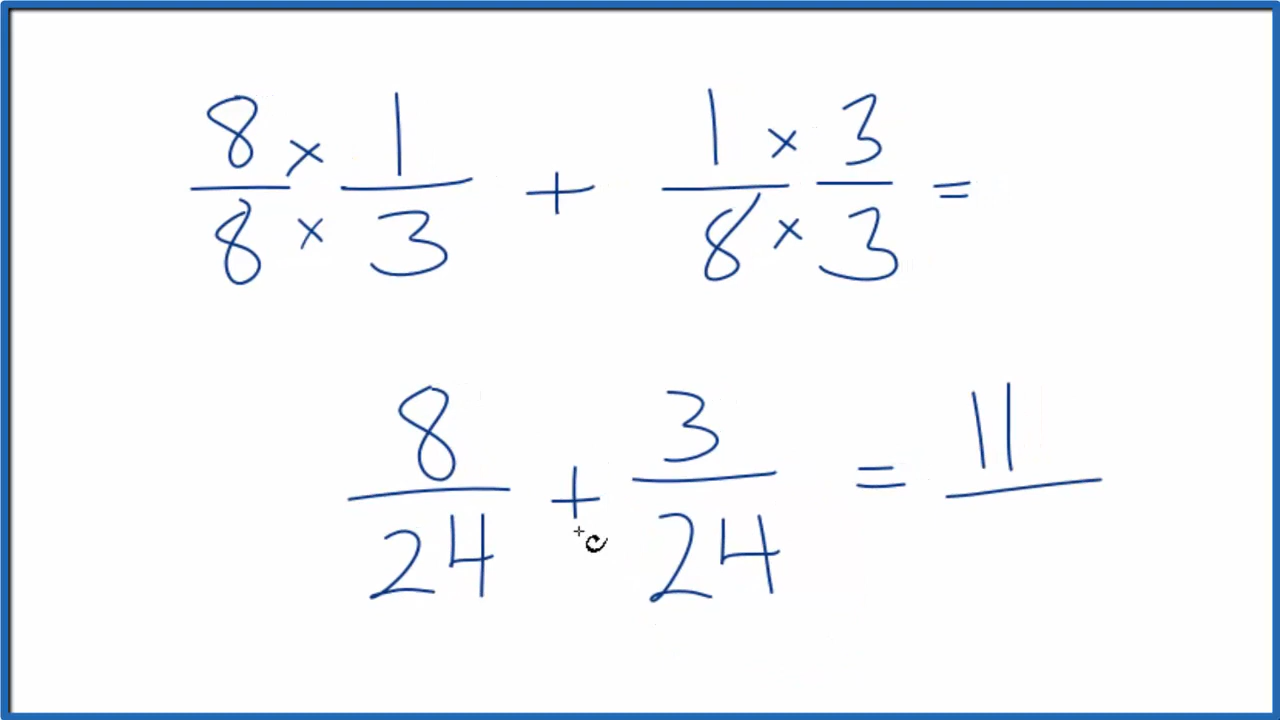 8/8 × 1/3 + 1/8 × 3/3 =
8/24 + 3/24 = 11/